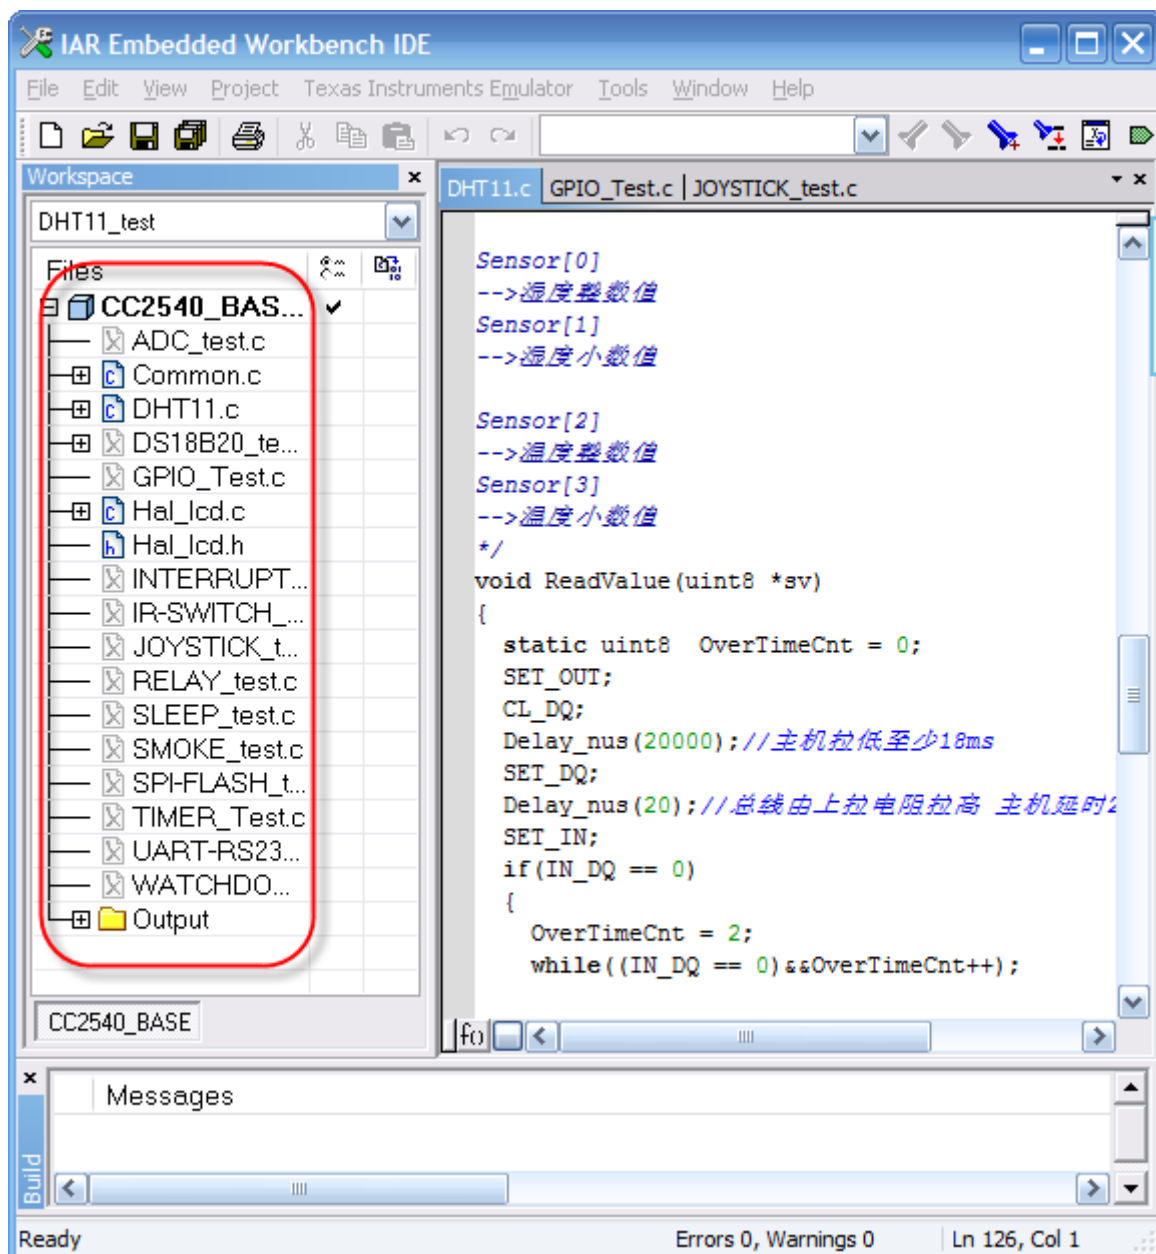 IAR Embedded Workbench IDE
File Edit View Project Texas Instruments Emulator Tools Window Help
Workspace
DHT11_test
Files
CC2540_BAS...
ADC_test.c
Common.c
DHT11.c
DS18B20_te...
GPIO_Test.c
Hal_lcd.c
Hal_lcd.h
INTERRUPT...
IR-SWITCH_...
JOYSTICK_t...
RELAY_test.c
SLEEP_test.c
SMOKE_test.c
SPI-FLASH_t...
TIMER_Test.c
UART-RS23...
WATCHDO...
Output
CC2540_BASE
DHT11.c GPIO_Test.c JOYSTICK_test.c
Sensor[0]
-->湿度整数值
Sensor[1]
-->湿度小数值
Sensor[2]
-->温度整数值
Sensor[3]
-->温度小数值
*/
void ReadValue(uint8 *sv)
{
static uint8 OverTimeCnt = 0;
SET_OUT;
CL_DQ;
Delay_nus(20000);//主机拉低至少18ms
SET_DQ;
Delay_nus(20);//总线由上拉电阻拉高 主机延时2
SET_IN;
if(IN_DQ == 0)
{
OverTimeCnt = 2;
while((IN_DQ == 0)&&OverTimeCnt++);
f()
Messages
Build
Ready Errors 0, Warnings 0 Ln 126, Col 1